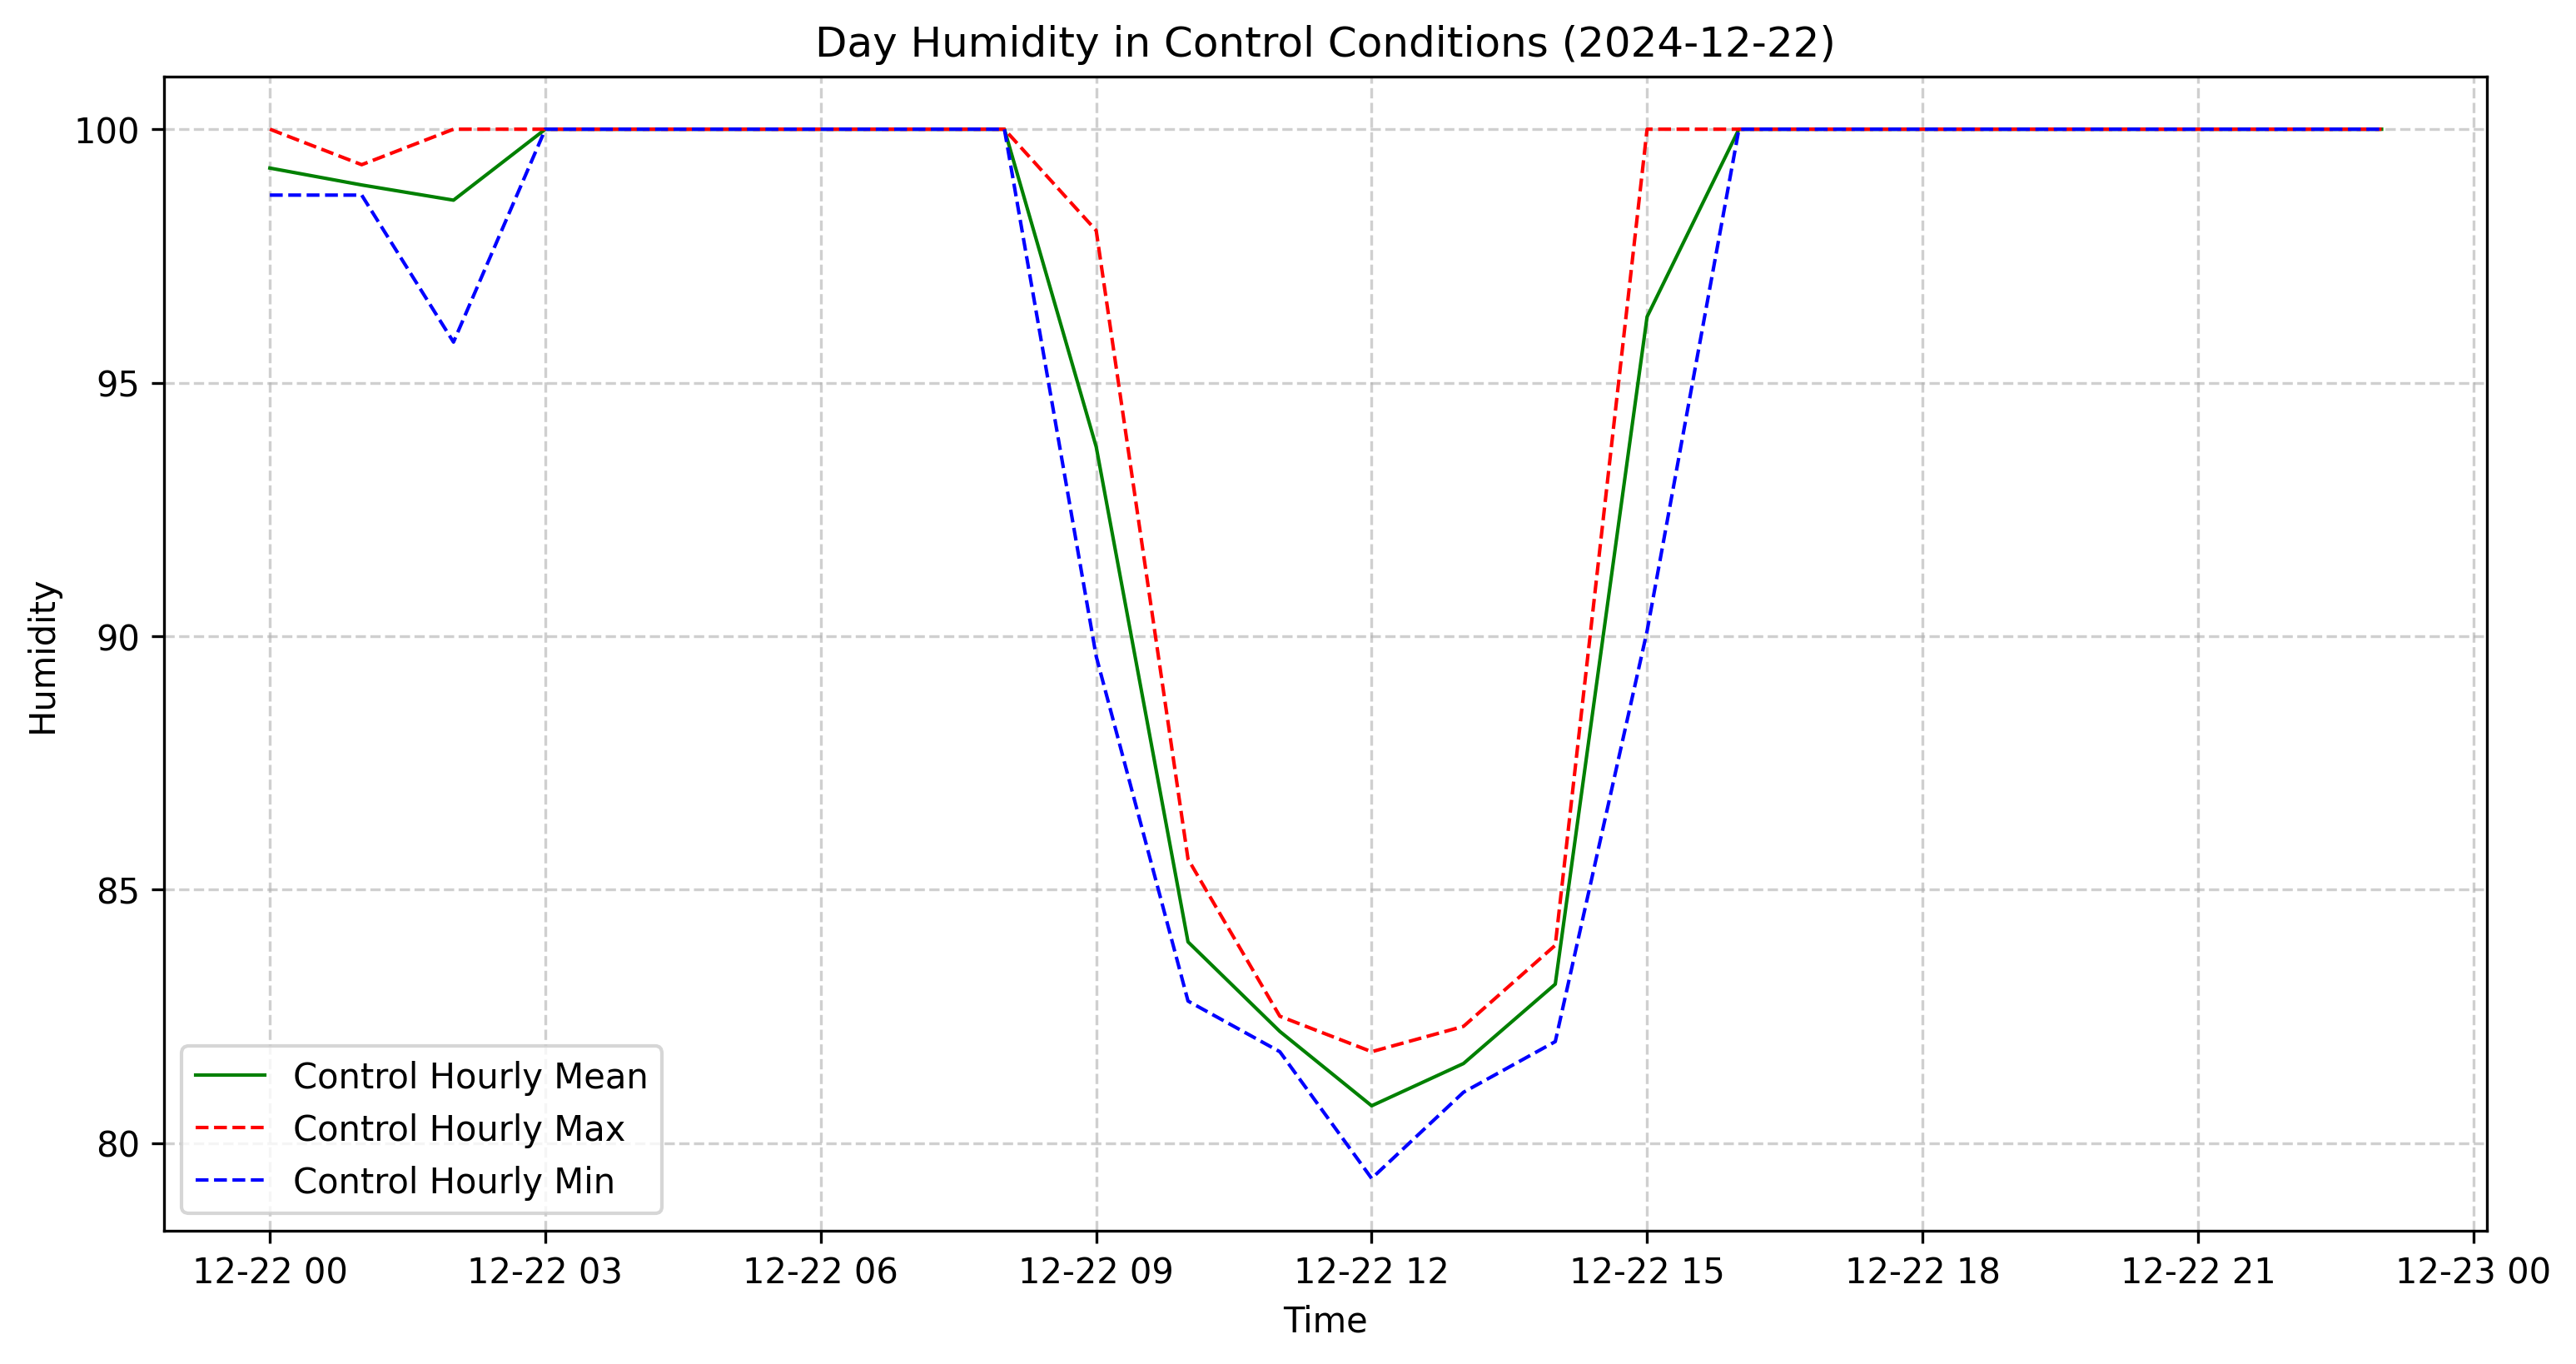 Day Humidity in Control Conditions (2024-12-22)
Humidity
100
95
90
85
80
Control Hourly Mean
Control Hourly Max
Control Hourly Min
12-22 00
12-22 03
12-22 06
12-22 09
12-22 12
12-22 15
12-22 18
12-22 21
12-23 00
Time